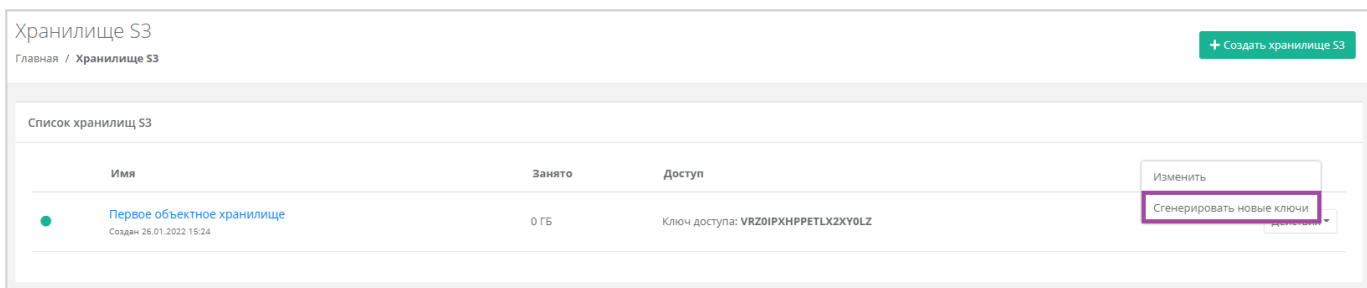 Хранилище S3
Главная / Хранилище S3
+ Создать хранилище S3
Список хранилищ S3
Имя Занято Доступ
Изменить
Сгенерировать новые ключи
Первое объектное хранилище 0 ГБ Ключ доступа: VRZ0IPXHPPETLX2XY0LZ
Создан 26.01.2022 15:24